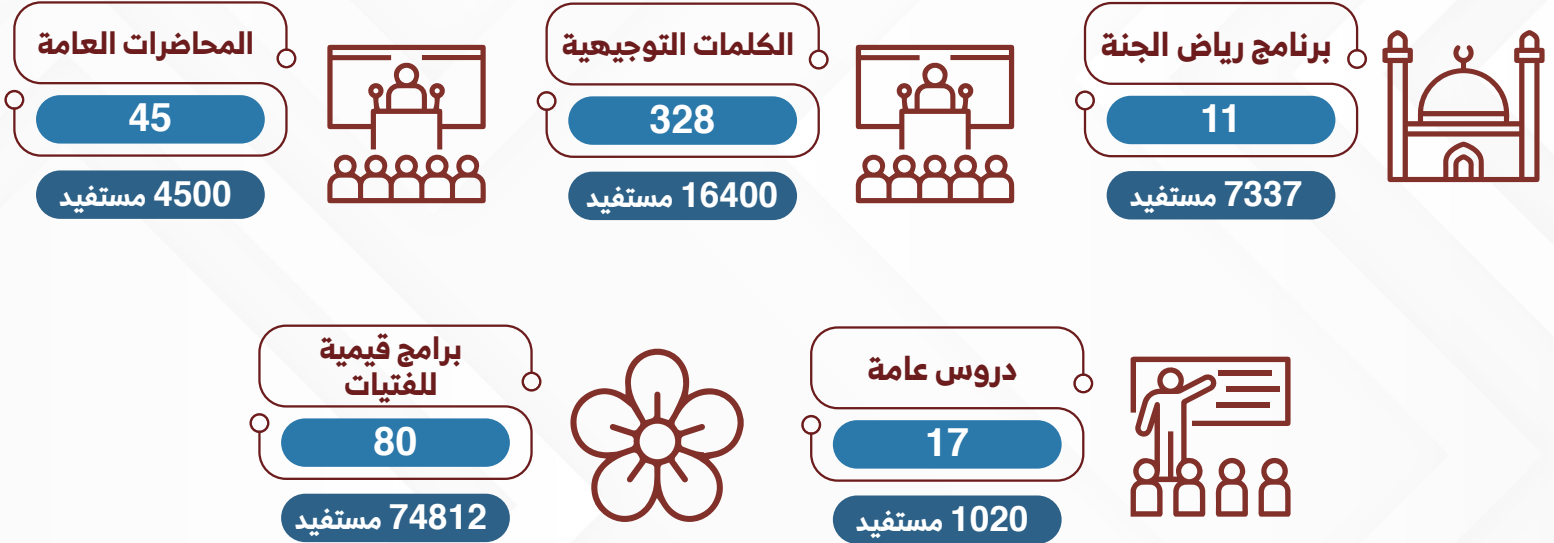 برنامج رياض الجنة
11
7337 مستفيد
الكلمات التوجيهية
328
16400 مستفيد
المحاضرات العامة
45
4500 مستفيد
دروس عامة
17
1020 مستفيد
برامج قيمية
للفتيات
80
74812 مستفيد